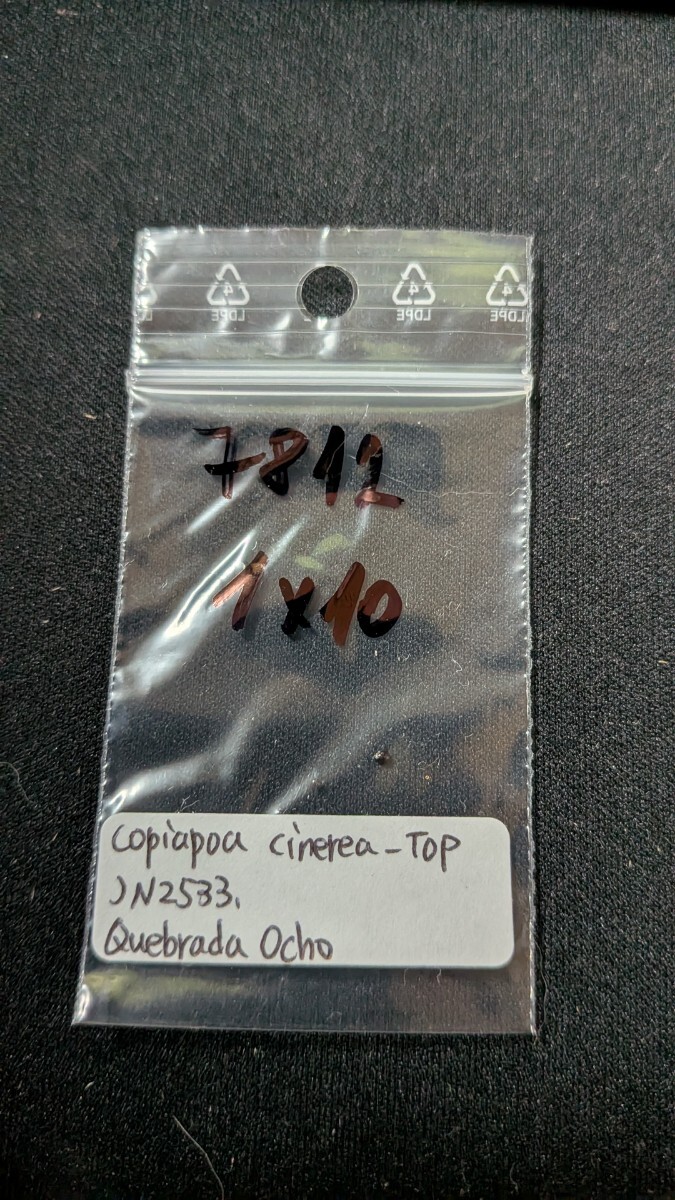 4 4 4
LDPE LDPE LDPE
7812
1x10
Copiapoa cinerea-TOP
JN2533.
Quebrada Ocho